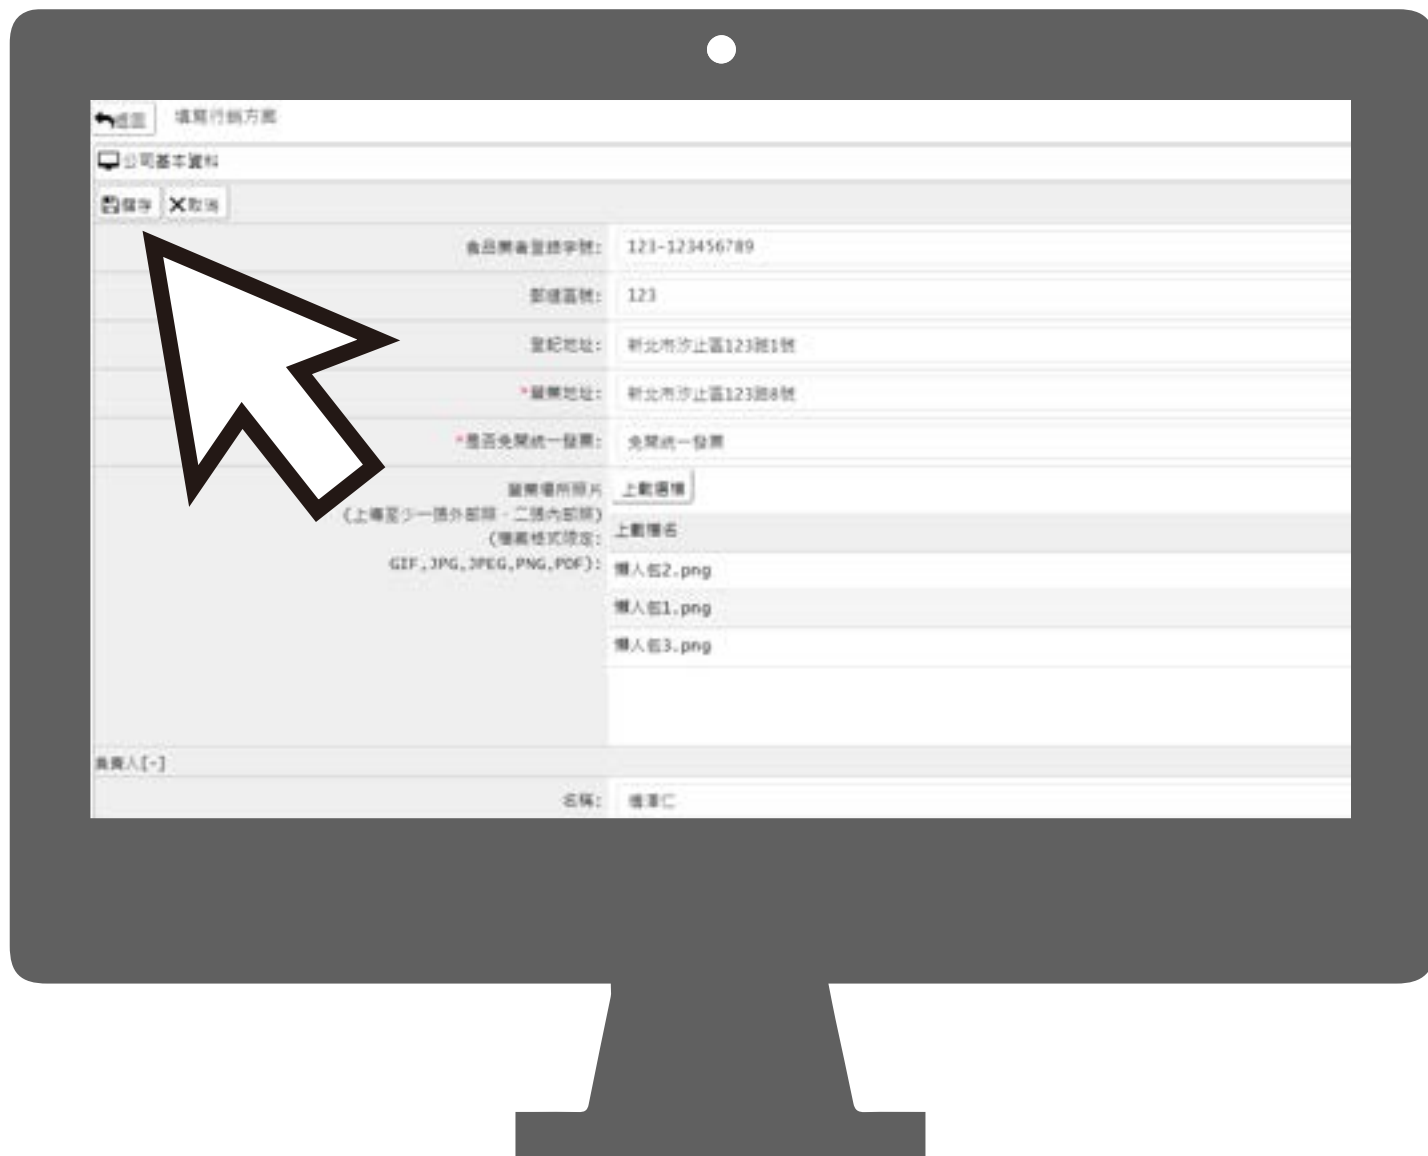 返回 填寫行銷方案
公司基本資料
儲存 取消
食品業者登錄字號: 123-123456789
郵遞區號: 123
登記地址: 新北市汐止區123號1號
*營業地址: 新北市汐止區123路8號
*是否免開統一發票: 免開統一發票
營業場所照片 上載選檔
(上傳至少一張外部照、二張內部照)
(檔案格式限定: 上載檔名
GIF,JPG,JPEG,PNG,PDF): 懶人包2.png
懶人包1.png
懶人包3.png
負責人[-]
名稱: